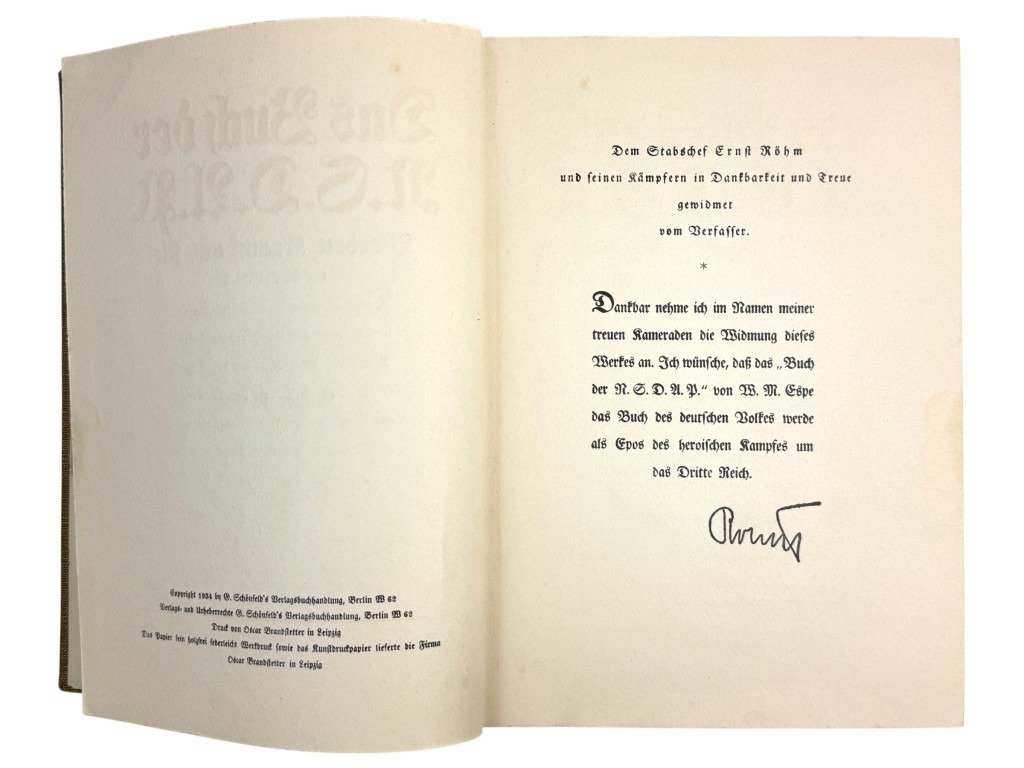 Das Buch der
N.S.D.A.P.
Copyright 1934 by G. Schönfeld's Verlagsbuchhandlung, Berlin W 62
Verlags- und Urheberrechte G. Schönfeld's Verlagsbuchhandlung, Berlin W 62
Druck von Oscar Brandstetter in Leipzig
Das Papier fein holzfrei federleicht Werkdruck sowie das Kunstdruckpapier lieferte die Firma
Oscar Brandstetter in Leipzig
Dem Stabschef Ernst Röhm
und seinen Kämpfern in Dankbarkeit und Treue
gewidmet
vom Verfasser.
*
Dankbar nehme ich im Namen meiner
treuen Kameraden die Widmung dieses
Werkes an. Ich wünsche, daß das „Buch
der N. S. D. A. P.“ von W. M. Espe
das Buch des deutschen Volkes werde
als Epos des heroischen Kampfes um
das Dritte Reich.